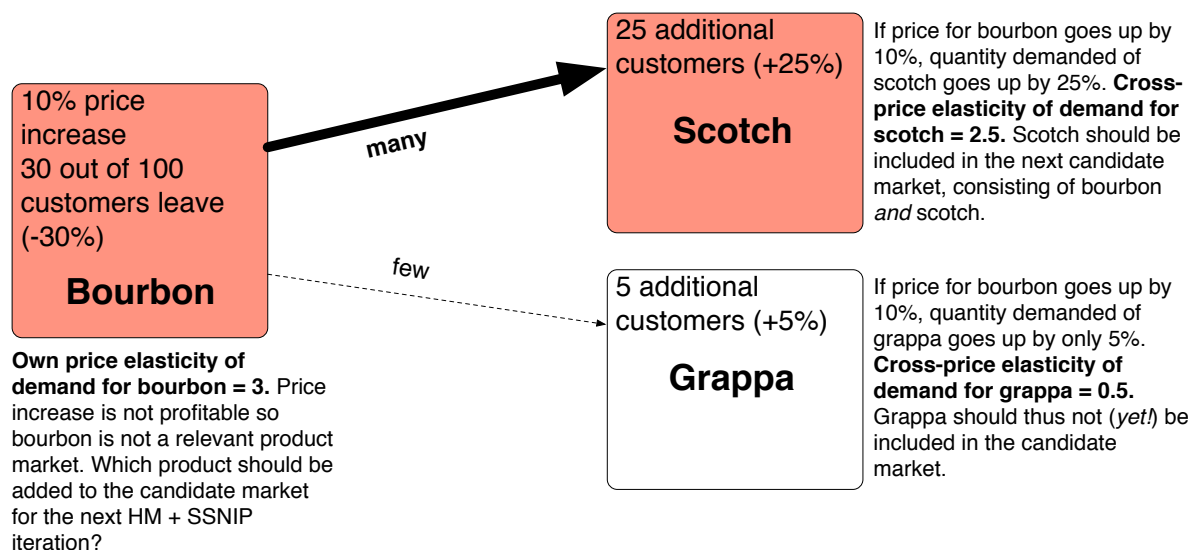 10% price
increase
30 out of 100
customers leave
(-30%)
Bourbon
Own price elasticity of
demand for bourbon = 3. Price
increase is not profitable so
bourbon is not a relevant product
market. Which product should be
added to the candidate market
for the next HM + SSNIP
iteration?
many
few
25 additional
customers (+25%)
Scotch
If price for bourbon goes up by
10%, quantity demanded of
scotch goes up by 25%. Cross-
price elasticity of demand for
scotch = 2.5. Scotch should be
included in the next candidate
market, consisting of bourbon
and scotch.
5 additional
customers (+5%)
Grappa
If price for bourbon goes up by
10%, quantity demanded of
grappa goes up by only 5%.
Cross-price elasticity of
demand for grappa = 0.5.
Grappa should thus not (yet!) be
included in the candidate
market.